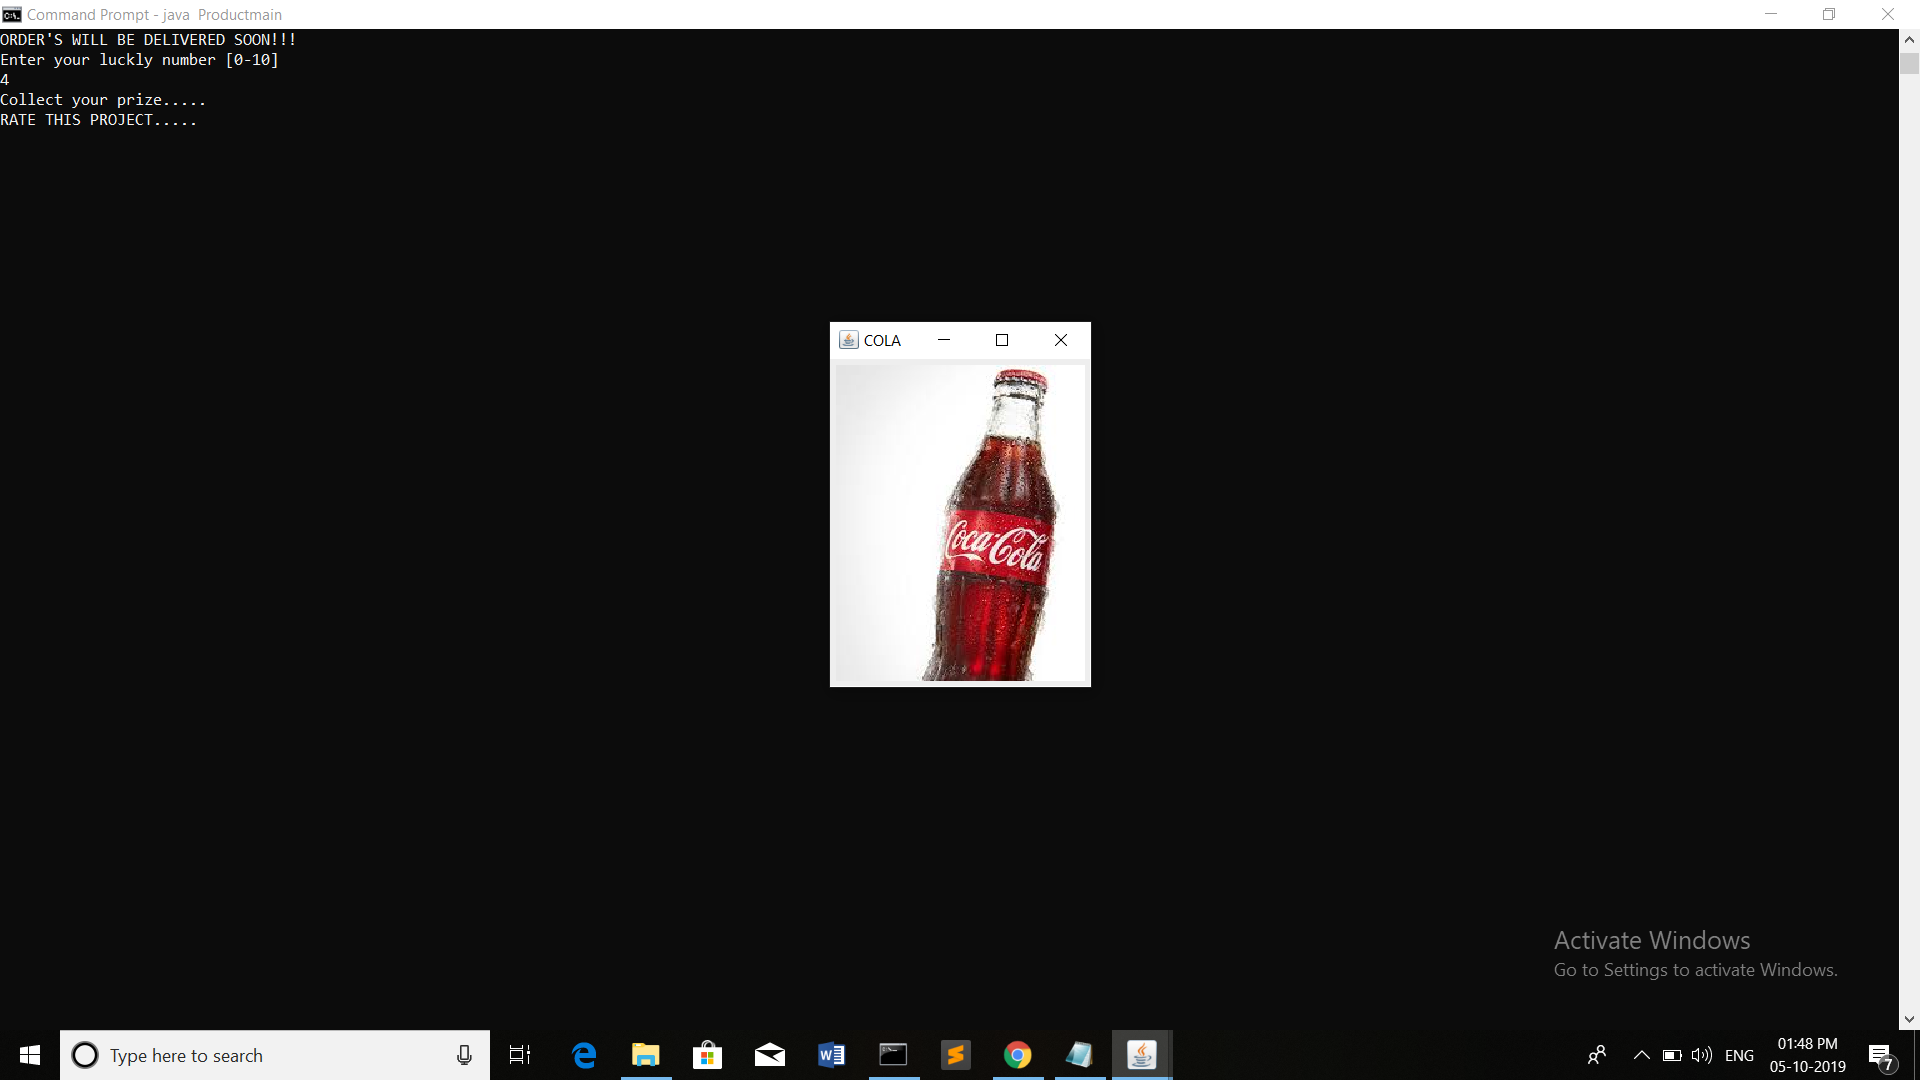 Command Prompt - java  Productmain
ORDER'S WILL BE DELIVERED SOON!!!
Enter your luckly number [0-10]
4
Collect your prize.....
RATE THIS PROJECT.....
COLA
Coca-Cola
Activate Windows
Go to Settings to activate Windows.
Type here to search
ENG
01:48 PM
05-10-2019
7